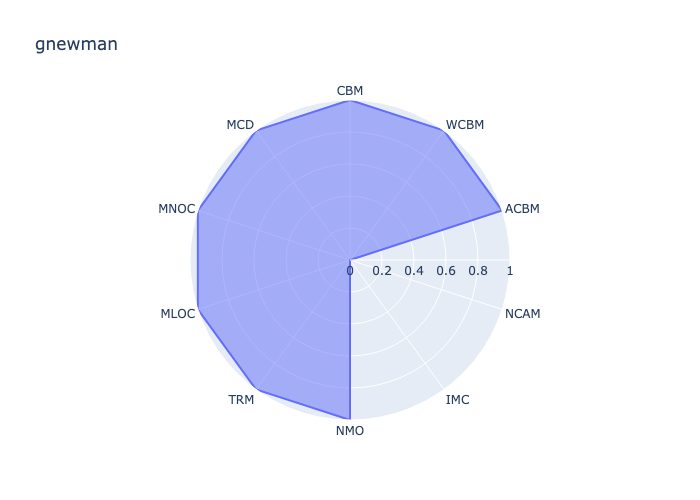 gnewman
CBM
MCD
WCBM
MNOC
ACBM
0 0.2 0.4 0.6 0.8 1
MLOC
NCAM
TRM
IMC
NMO